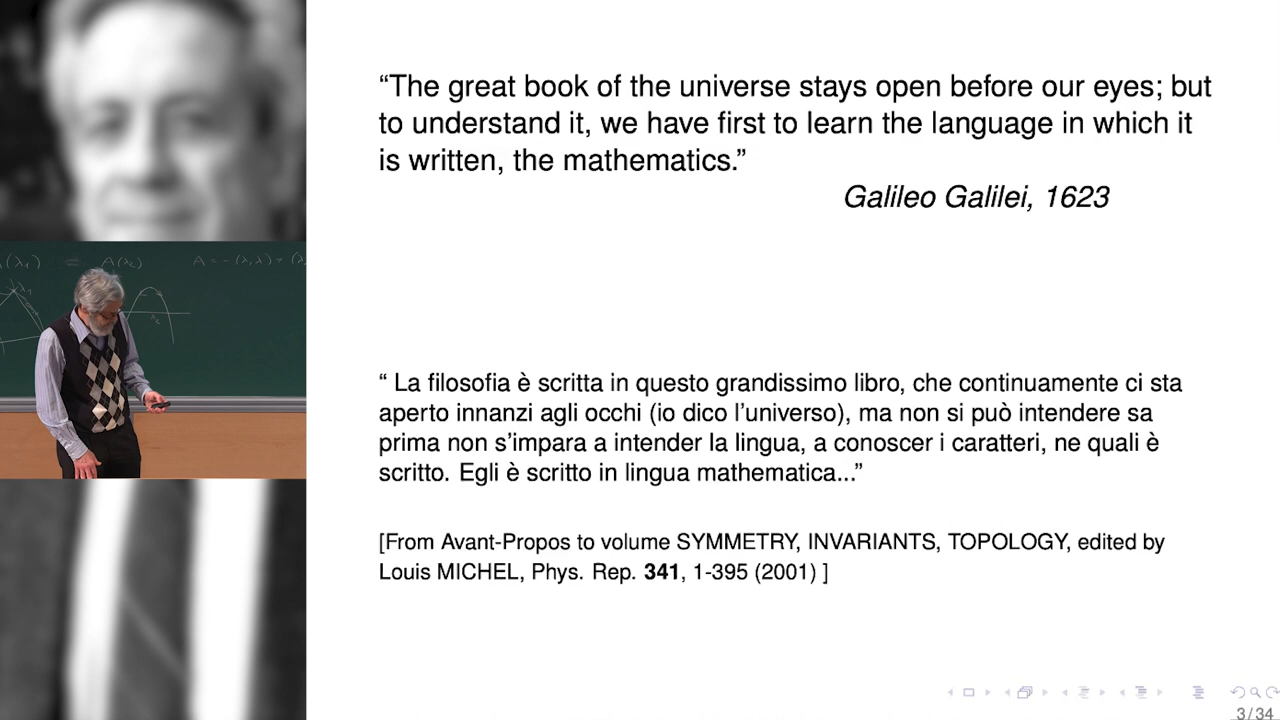 “The great book of the universe stays open before our eyes; but
to understand it, we have first to learn the language in which it
is written, the mathematics.”
Galileo Galilei, 1623
“ La filosofia è scritta in questo grandissimo libro, che continuamente ci sta
aperto innanzi agli occhi (io dico l’universo), ma non si può intendere sa
prima non s’impara a intender la lingua, a conoscer i caratteri, ne quali è
scritto. Egli è scritto in lingua mathematica...”
[From Avant-Propos to volume SYMMETRY, INVARIANTS, TOPOLOGY, edited by
Louis MICHEL, Phys. Rep. 341, 1-395 (2001) ]
3/34
(λ₁) = A(λ₂) A = -(λ,λ) + (λ